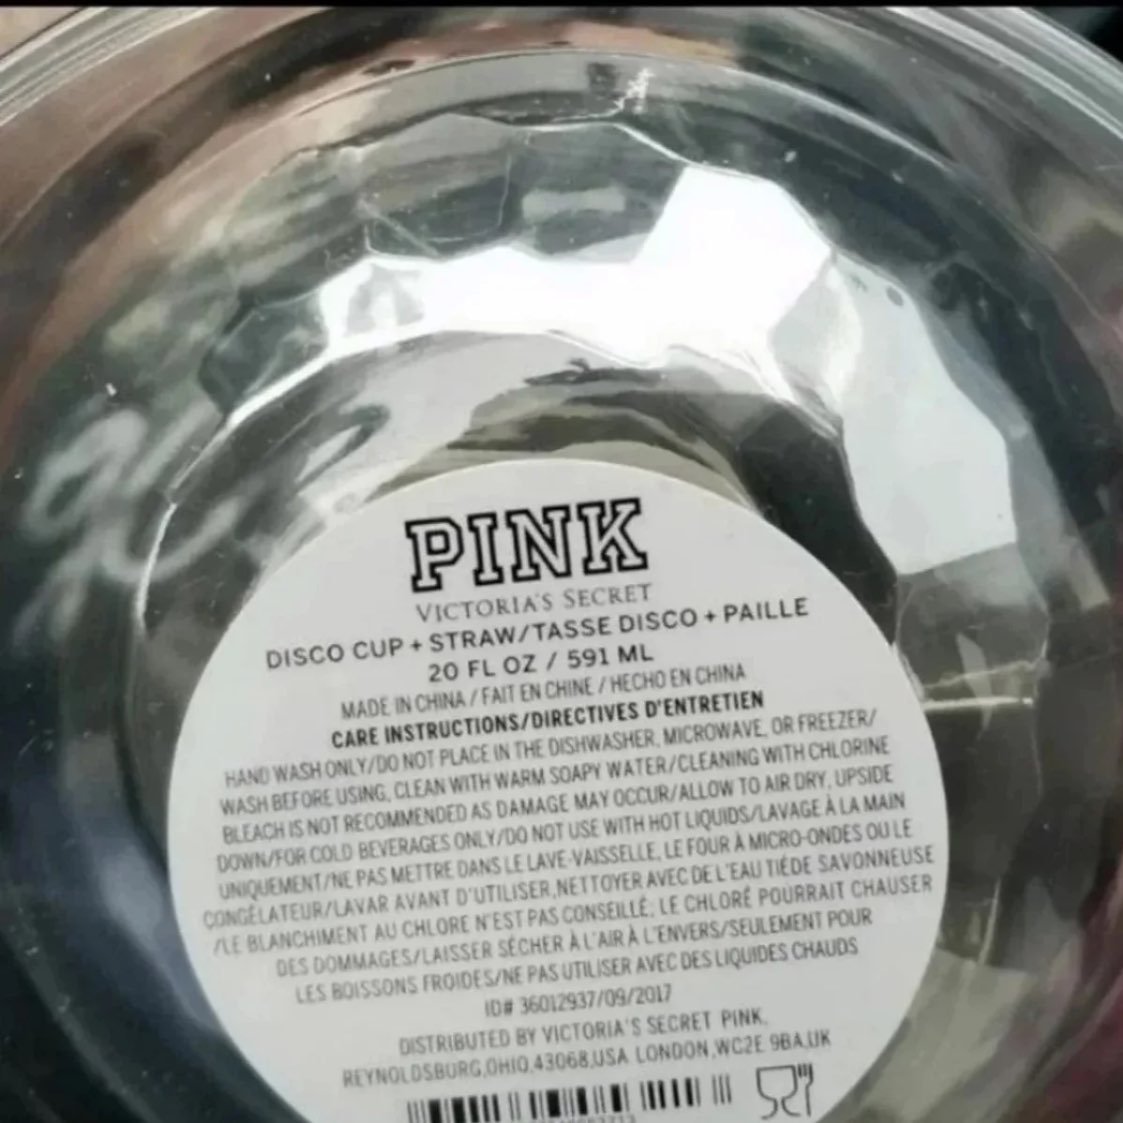 PINK
VICTORIA'S SECRET
DISCO CUP + STRAW/TASSE DISCO + PAILLE
20 FL OZ / 591 ML
MADE IN CHINA / FAIT EN CHINE / HECHO EN CHINA
CARE INSTRUCTIONS/DIRECTIVES D'ENTRETIEN
HAND WASH ONLY/DO NOT PLACE IN THE DISHWASHER, MICROWAVE, OR FREEZER/
WASH BEFORE USING, CLEAN WITH WARM SOAPY WATER/CLEANING WITH CHLORINE
BLEACH IS NOT RECOMMENDED AS DAMAGE MAY OCCUR/ALLOW TO AIR DRY, UPSIDE
DOWN/FOR COLD BEVERAGES ONLY/DO NOT USE WITH HOT LIQUIDS/LAVAGE À LA MAIN
UNIQUEMENT/NE PAS METTRE DANS LE LAVE-VAISSELLE, LE FOUR À MICRO-ONDES OU LE
CONGÉLATEUR/LAVAR AVANT D'UTILISER,NETTOYER AVEC DE L'EAU TIÉDE SAVONNEUSE
/LE BLANCHIMENT AU CHLORE N'EST PAS CONSEILLÉ; LE CHLORÉ POURRAIT CHAUSER
DES DOMMAGES/LAISSER SÉCHER À L'AIR À L'ENVERS/SEULEMENT POUR
LES BOISSONS FROIDES/NE PAS UTILISER AVEC DES LIQUIDES CHAUDS
ID# 36012937/09/2017
DISTRIBUTED BY VICTORIA'S SECRET PINK,
REYNOLDSBURG,OHIO,43068,USA LONDON,WC2E 9BA,UK